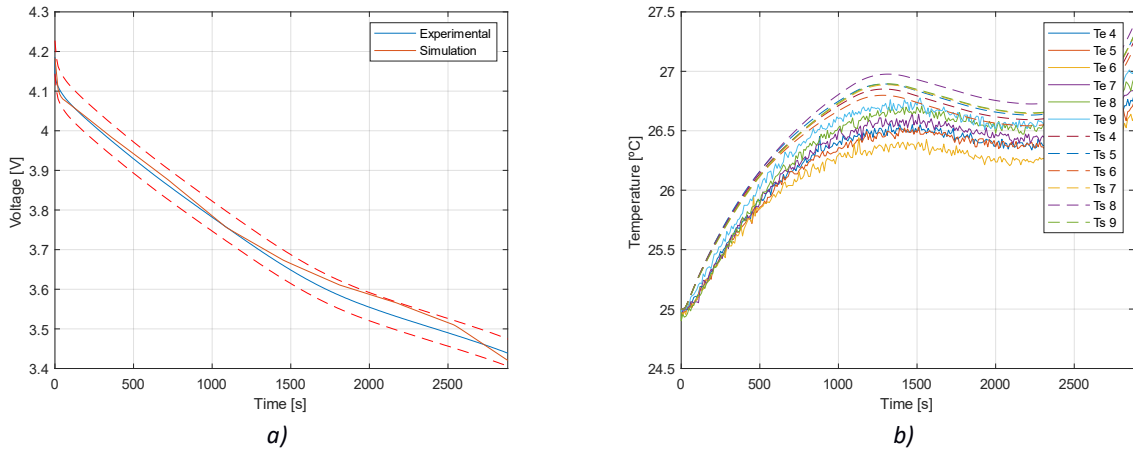 4.3
4.2
4.1
4
3.9
3.8
3.7
3.6
3.5
3.4
Voltage [V]
0
500
1000
1500
2000
2500
Time [s]
Experimental
Simulation
a)
27.5
27
26.5
26
25.5
25
24.5
Temperature [ºC]
0
500
1000
1500
2000
2500
Time [s]
Te 4
Te 5
Te 6
Te 7
Te 8
Te 9
Ts 4
Ts 5
Ts 6
Ts 7
Ts 8
Ts 9
b)